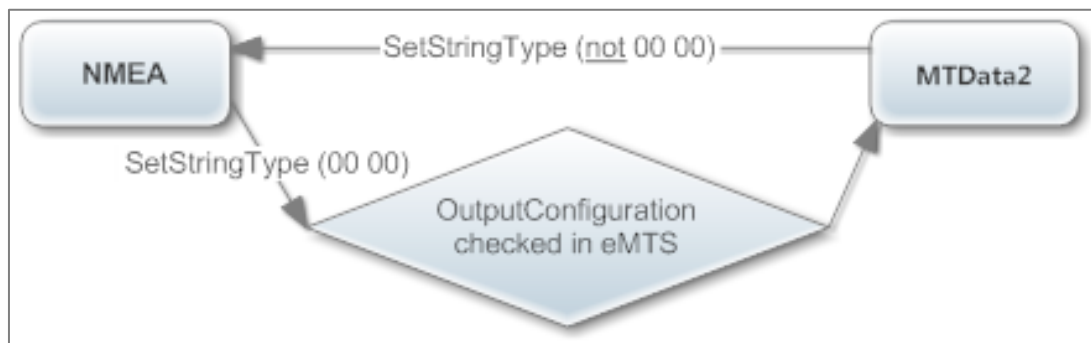 SetStringType (not 00 00)
NMEA
MTData2
SetStringType (00 00)
OutputConfiguration
checked in eMTS